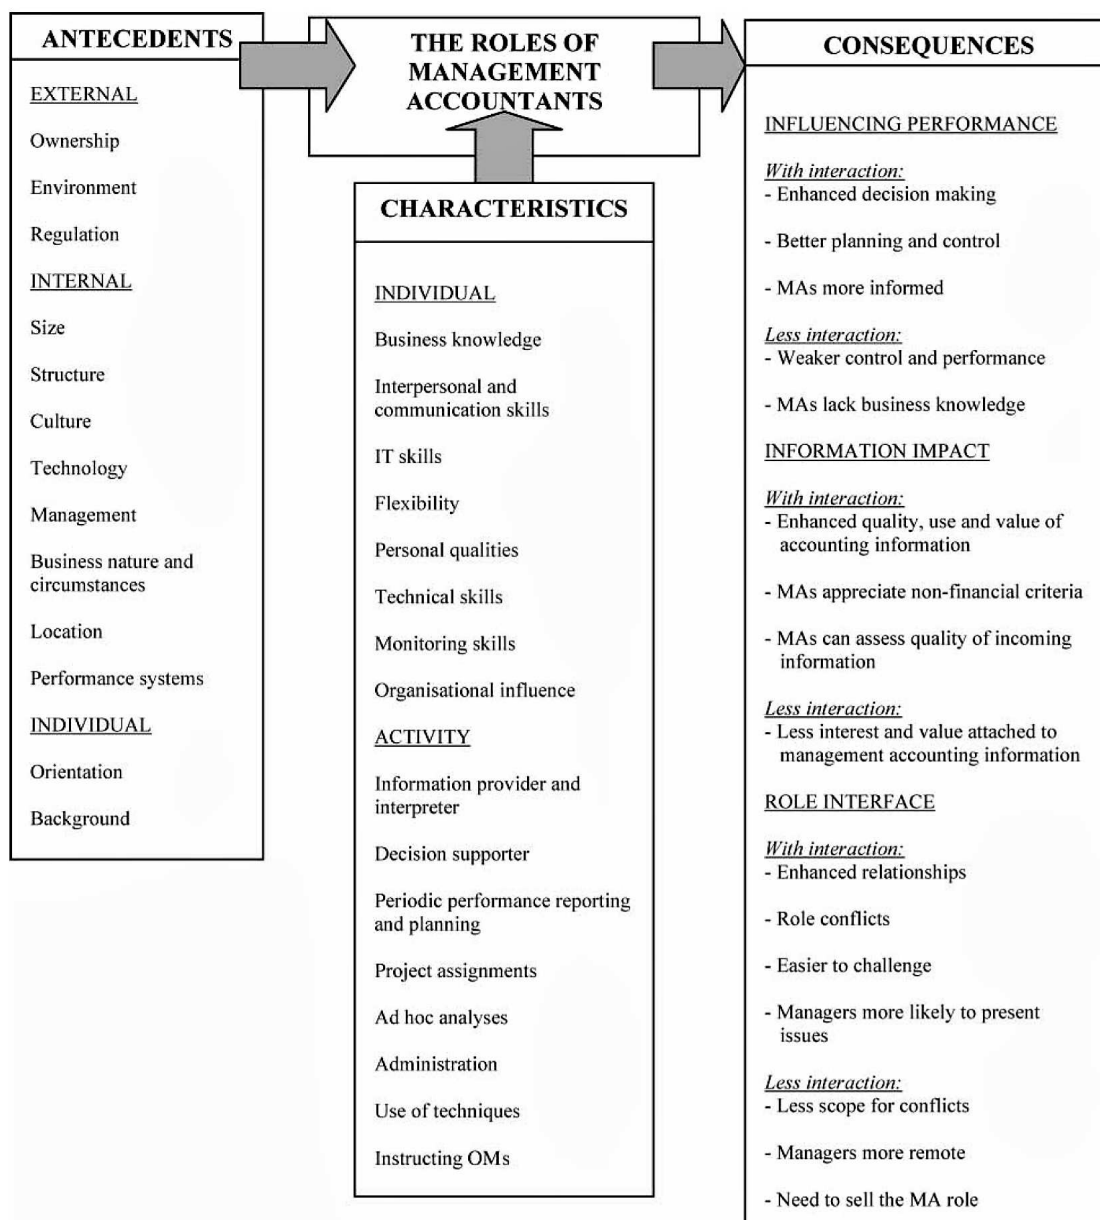 ANTECEDENTS
EXTERNAL
Ownership
Environment
Regulation
INTERNAL
Size
Structure
Culture
Technology
Management
Business nature and
circumstances
Location
Performance systems
INDIVIDUAL
Orientation
Background
THE ROLES OF
MANAGEMENT
ACCOUNTANTS
CHARACTERISTICS
INDIVIDUAL
Business knowledge
Interpersonal and
communication skills
IT skills
Flexibility
Personal qualities
Technical skills
Monitoring skills
Organisational influence
ACTIVITY
Information provider and
interpreter
Decision supporter
Periodic performance reporting
and planning
Project assignments
Ad hoc analyses
Administration
Use of techniques
Instructing OMs
CONSEQUENCES
INFLUENCING PERFORMANCE
With interaction:
- Enhanced decision making
- Better planning and control
- MAs more informed
Less interaction:
- Weaker control and performance
- MAs lack business knowledge
INFORMATION IMPACT
With interaction:
- Enhanced quality, use and value of
accounting information
- MAs appreciate non-financial criteria
- MAs can assess quality of incoming
information
Less interaction:
- Less interest and value attached to
management accounting information
ROLE INTERFACE
With interaction:
- Enhanced relationships
- Role conflicts
- Easier to challenge
- Managers more likely to present
issues
Less interaction:
- Less scope for conflicts
- Managers more remote
- Need to sell the MA role